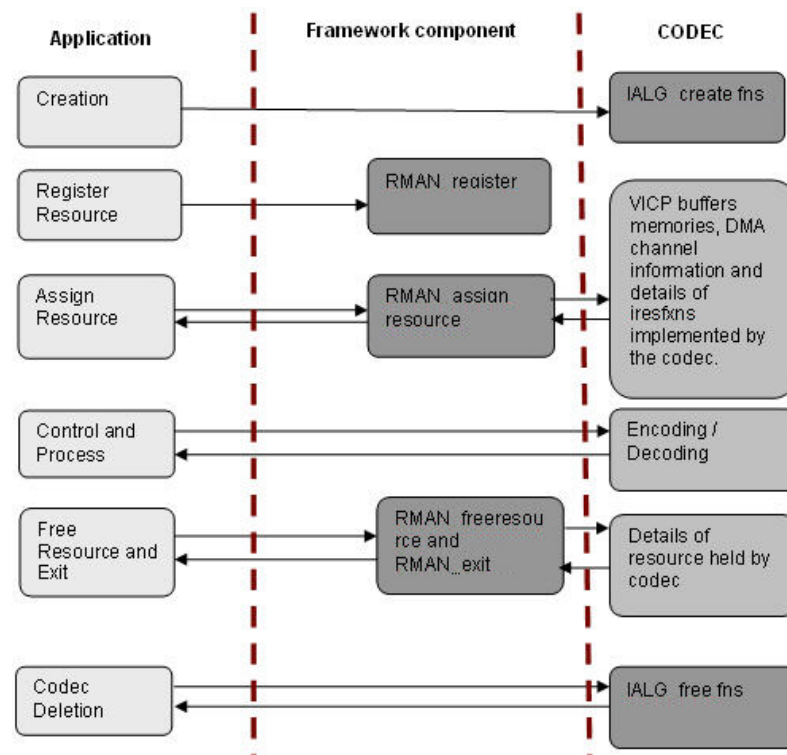 Application
Framework component
CODEC
Creation
IALG create fns
Register
Resource
RMAN register
VICP buffers
memories, DMA
channel
information and
details of
iresfxns
implemented by
the codec.
Assign
Resource
RMAN assign
resource
Control and
Process
Encoding /
Decoding
Free
Resource and
Exit
RMAN freeresou
rce and
RMAN_exit
Details of
resource held by
codec
Codec
Deletion
IALG free fns